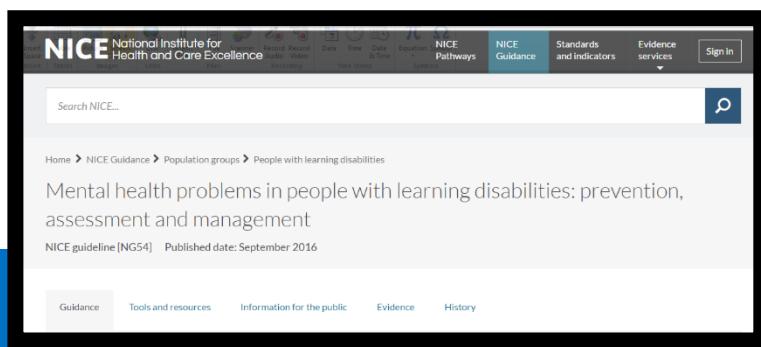 NICE National Institute for
Health and Care Excellence
NICE
Pathways
NICE
Guidance
Standards
and indicators
Evidence
services
Sign in
Search NICE...
Home > NICE Guidance > Population groups > People with learning disabilities
Mental health problems in people with learning disabilities: prevention,
assessment and management
NICE guideline [NG54] Published date: September 2016
Guidance Tools and resources Information for the public Evidence History